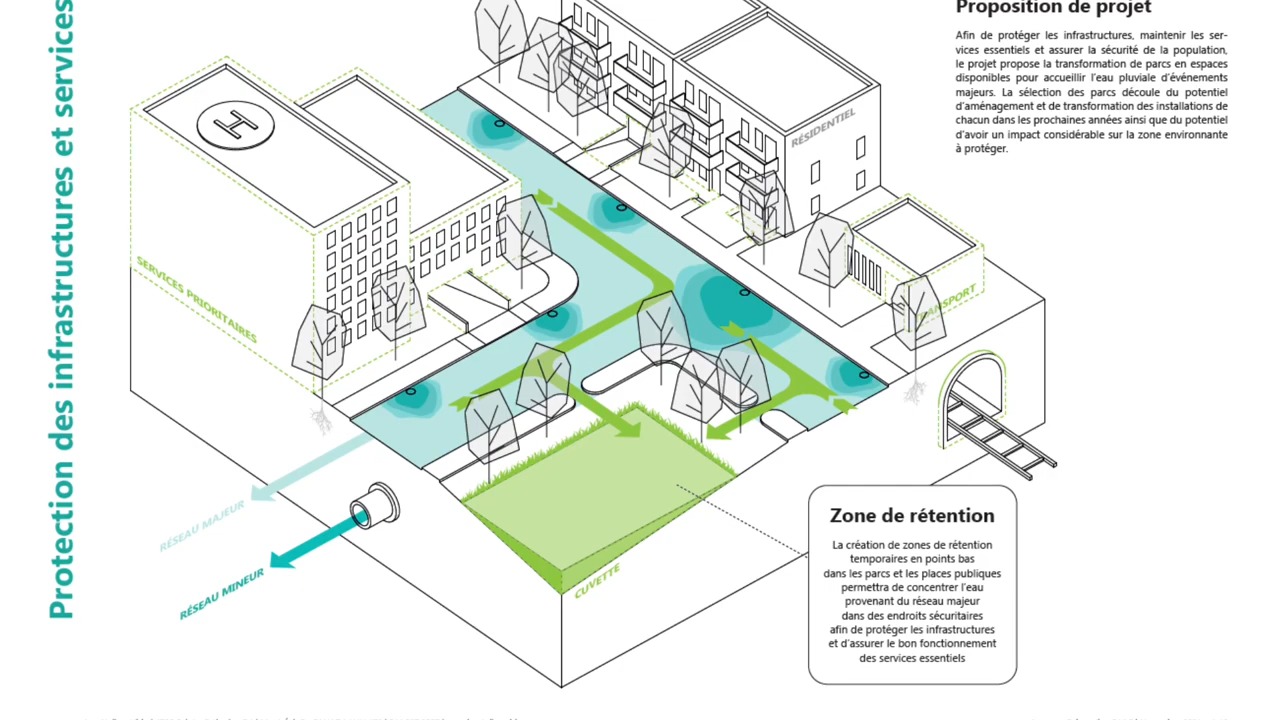 Protection des infrastructures et services
Proposition de projet
Afin de protéger les infrastructures, maintenir les ser-
vices essentiels et assurer la sécurité de la population,
le projet propose la transformation de parcs en espaces
disponibles pour accueillir l'eau pluviale d'événements
majeurs. La sélection des parcs découle du potentiel
d'aménagement et de transformation des installations de
chacun dans les prochaines années ainsi que du potentiel
d'avoir un impact considérable sur la zone environnante
à protéger.
H
RÉSIDENTIEL
SERVICES PRIORITAIRES
TRANSPORT
RÉSEAU MAJEUR
RÉSEAU MINEUR
CUVETTE
Zone de rétention
La création de zones de rétention
temporaires en points bas
dans les parcs et les places publiques
permettra de concentrer l'eau
provenant du réseau majeur
dans des endroits sécuritaires
afin de protéger les infrastructures
et d'assurer le bon fonctionnement
des services essentiels